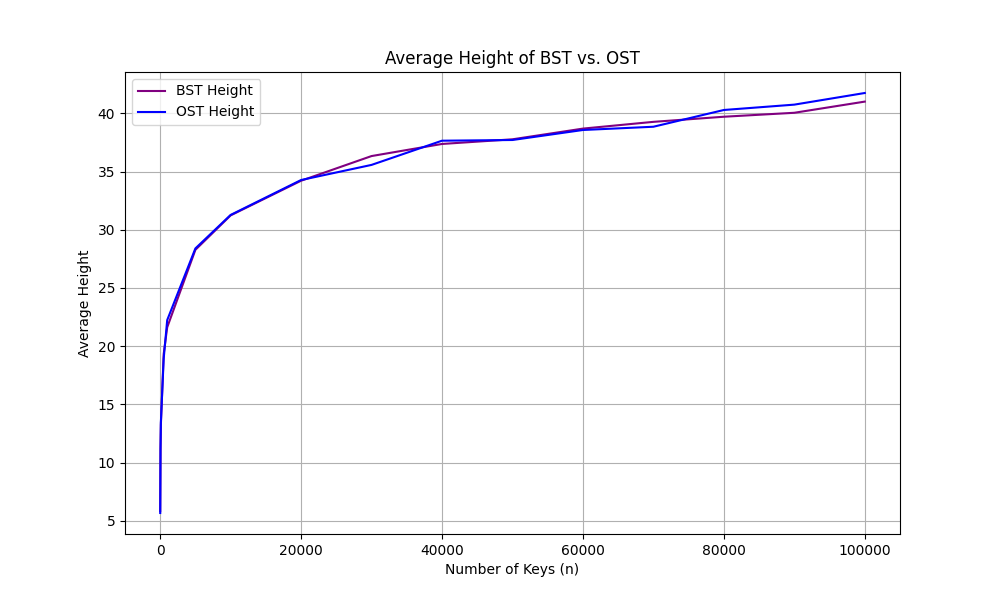 Average Height of BST vs. OST
BST Height
OST Height
Average Height
40
35
30
25
20
15
10
5
0
20000
40000
60000
80000
100000
Number of Keys (n)